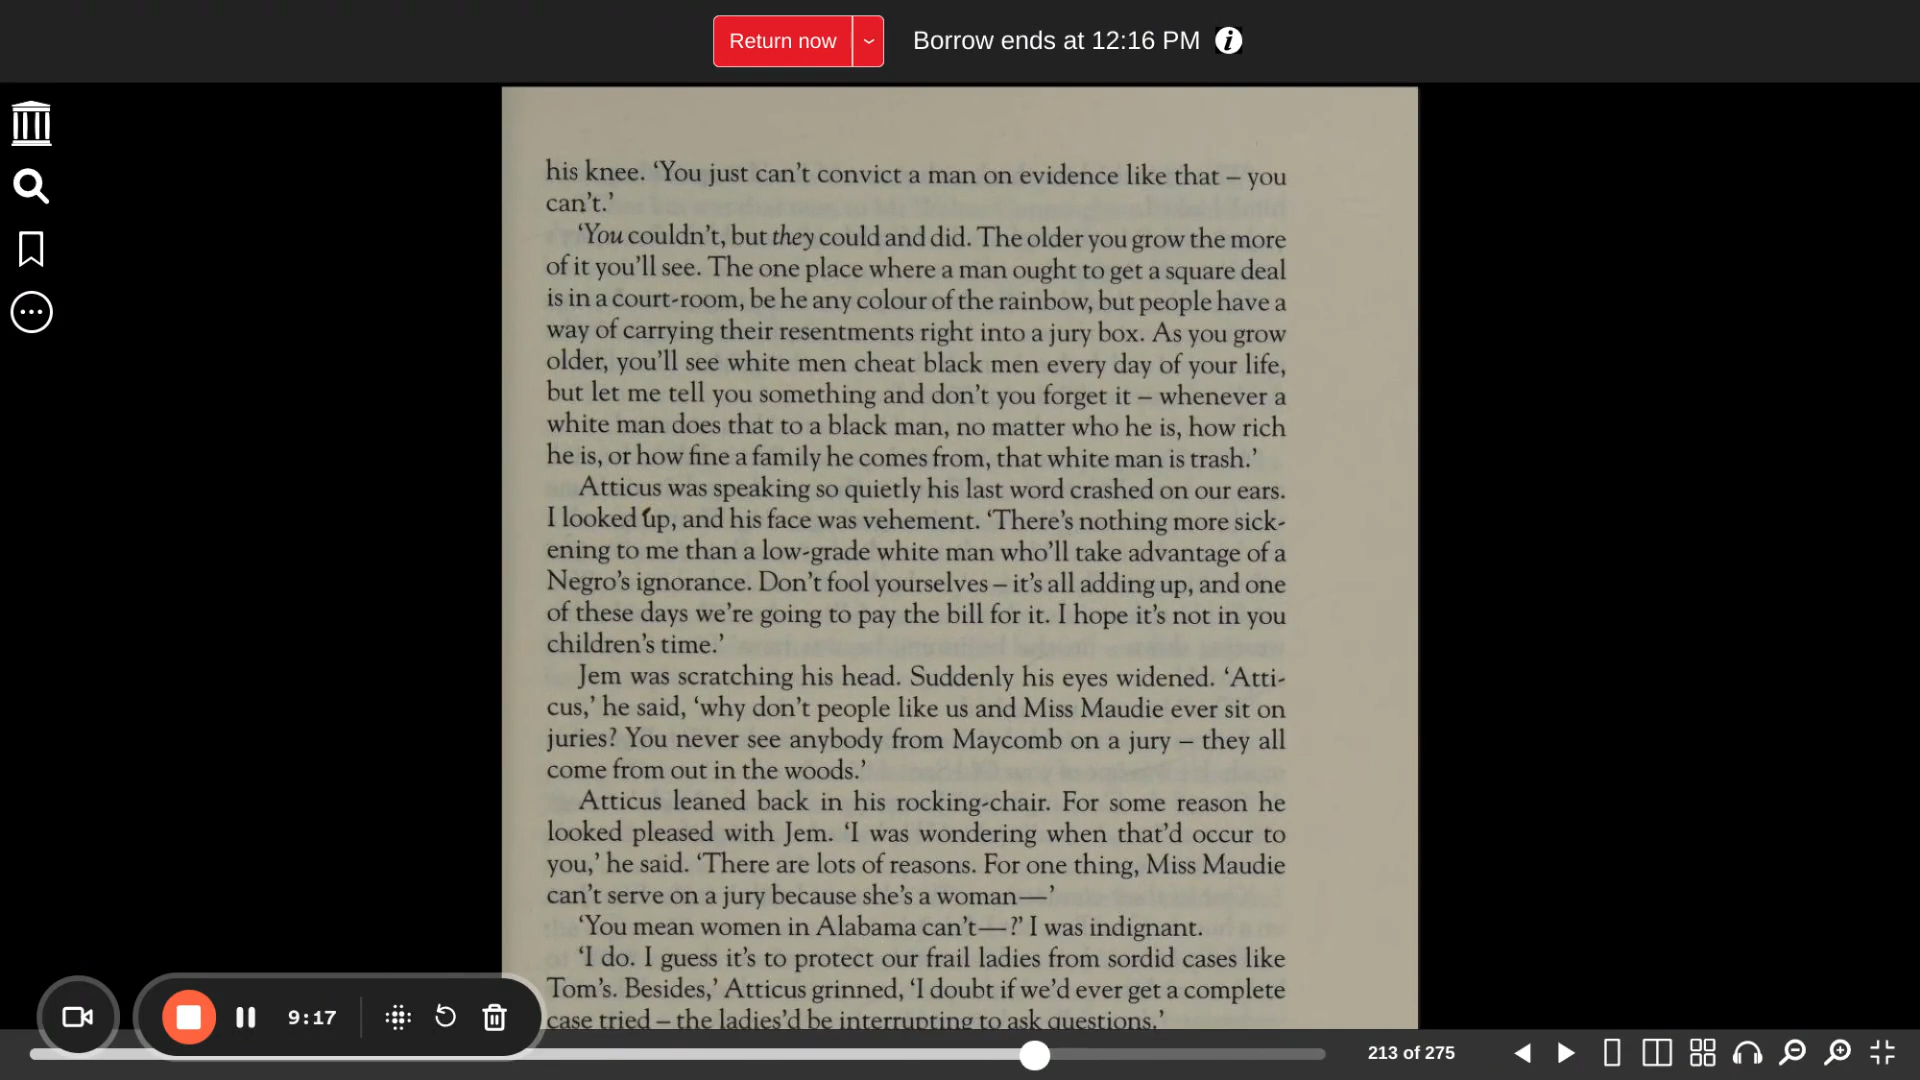 Return now
Borrow ends at 12:16 PM
his knee. ‘You just can’t convict a man on evidence like that – you
can’t.’
‘You couldn’t, but they could and did. The older you grow the more
of it you’ll see. The one place where a man ought to get a square deal
is in a court-room, be he any colour of the rainbow, but people have a
way of carrying their resentments right into a jury box. As you grow
older, you’ll see white men cheat black men every day of your life,
but let me tell you something and don’t you forget it – whenever a
white man does that to a black man, no matter who he is, how rich
he is, or how fine a family he comes from, that white man is trash.’
Atticus was speaking so quietly his last word crashed on our ears.
I looked up, and his face was vehement. ‘There’s nothing more sick-
ening to me than a low-grade white man who’ll take advantage of a
Negro’s ignorance. Don’t fool yourselves – it’s all adding up, and one
of these days we’re going to pay the bill for it. I hope it’s not in you
children’s time.’
Jem was scratching his head. Suddenly his eyes widened. ‘Atti-
cus,’ he said, ‘why don’t people like us and Miss Maudie ever sit on
juries? You never see anybody from Maycomb on a jury – they all
come from out in the woods.’
Atticus leaned back in his rocking-chair. For some reason he
looked pleased with Jem. ‘I was wondering when that’d occur to
you,’ he said. ‘There are lots of reasons. For one thing, Miss Maudie
can’t serve on a jury because she’s a woman—’
‘You mean women in Alabama can’t—?’ I was indignant.
‘I do. I guess it’s to protect our frail ladies from sordid cases like
Tom’s. Besides,’ Atticus grinned, ‘I doubt if we’d ever get a complete
case tried – the ladies’d be interrupting to ask questions.’
9:17
213 of 275